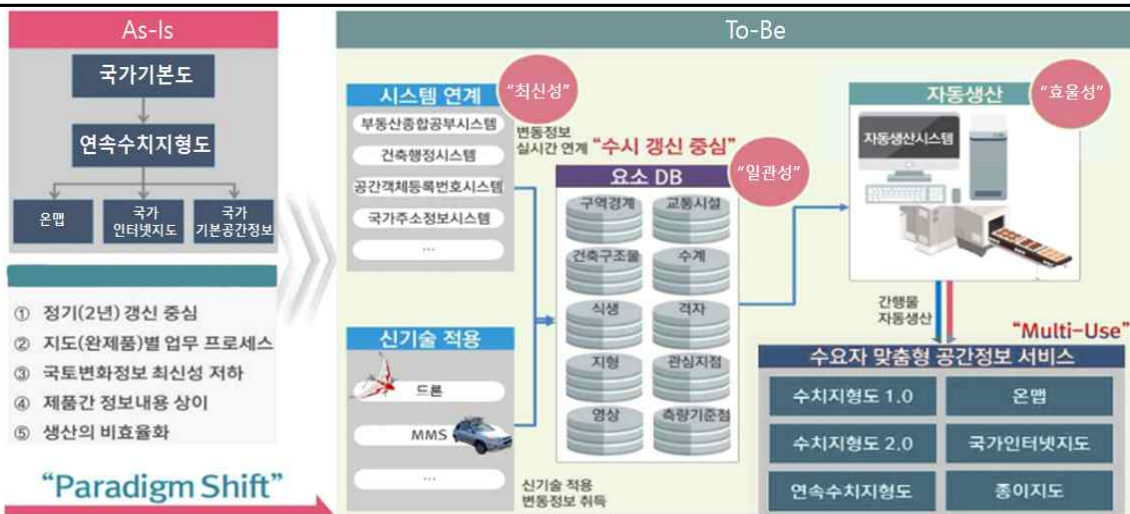 As-Is
국가기본도
연속수치지형도
온맵
국가
인터넷지도
국가
기본공간정보
① 정기(2년) 갱신 중심
② 지도(완제품)별 업무 프로세스
③ 국토변화정보 최신성 저하
④ 제품간 정보내용 상이
⑤ 생산의 비효율화
“Paradigm Shift”
To-Be
시스템 연계
“최신성”
부동산종합공부시스템
건축행정시스템
공간객체등록번호시스템
국가주소정보시스템
...
변동정보
실시간 연계 “수시 갱신 중심”
신기술 적용
드론
MMS
...
신기술 적용
변동정보 취득
요소 DB
“일관성”
구역경계 교통시설
건축구조물 수계
식생 격자
지형 관심지점
영상 측량기준점
자동생산
“효율성”
자동생산시스템
간행물
자동생산
“Multi-Use”
수요자 맞춤형 공간정보 서비스
수치지형도 1.0 온맵
수치지형도 2.0 국가인터넷지도
연속수치지형도 종이지도